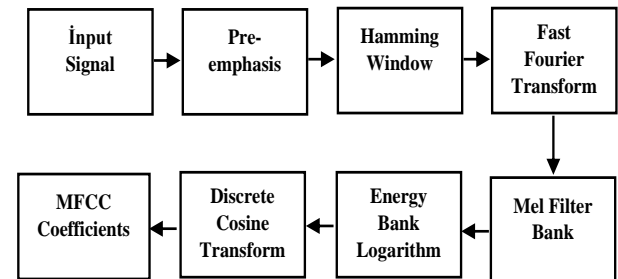 İnput
Signal
Pre-
emphasis
Hamming
Window
Fast
Fourier
Transform
Mel Filter
Bank
Energy
Bank
Logarithm
Discrete
Cosine
Transform
MFCC
Coefficients